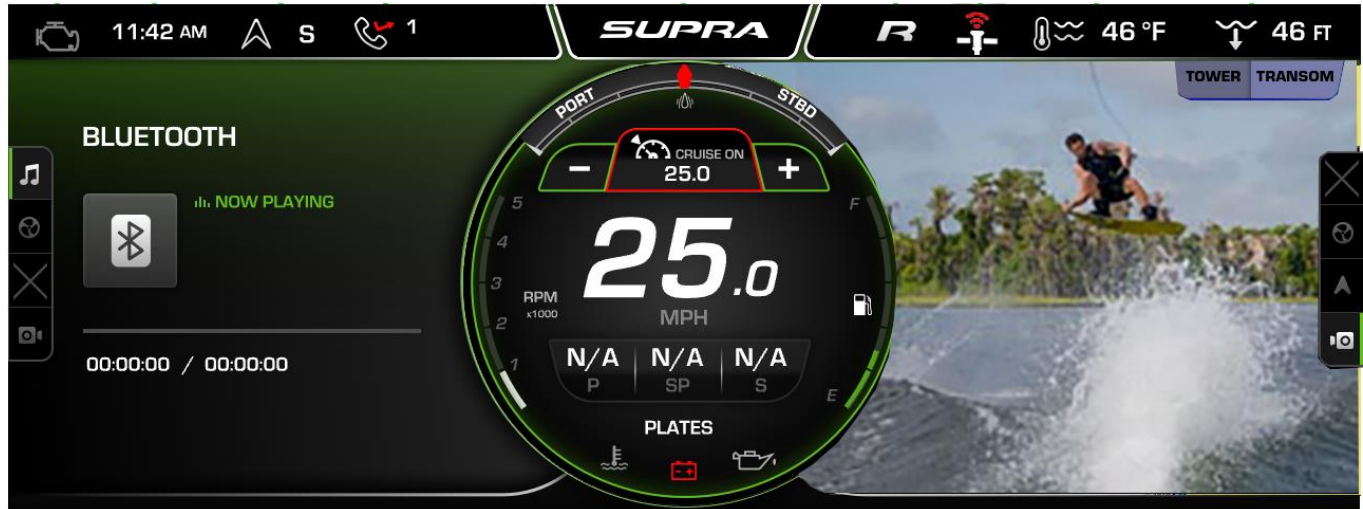 11:42 AM S 1 SUPRA R 46 °F 46 FT
TOWER TRANSOM
PORT STBD
BLUETOOTH
NOW PLAYING
00:00:00 / 00:00:00
- CRUISE ON +
25.0
5
4
3
2
1
RPM
x1000
25.0
MPH
F
E
N/A N/A N/A
P SP S
PLATES